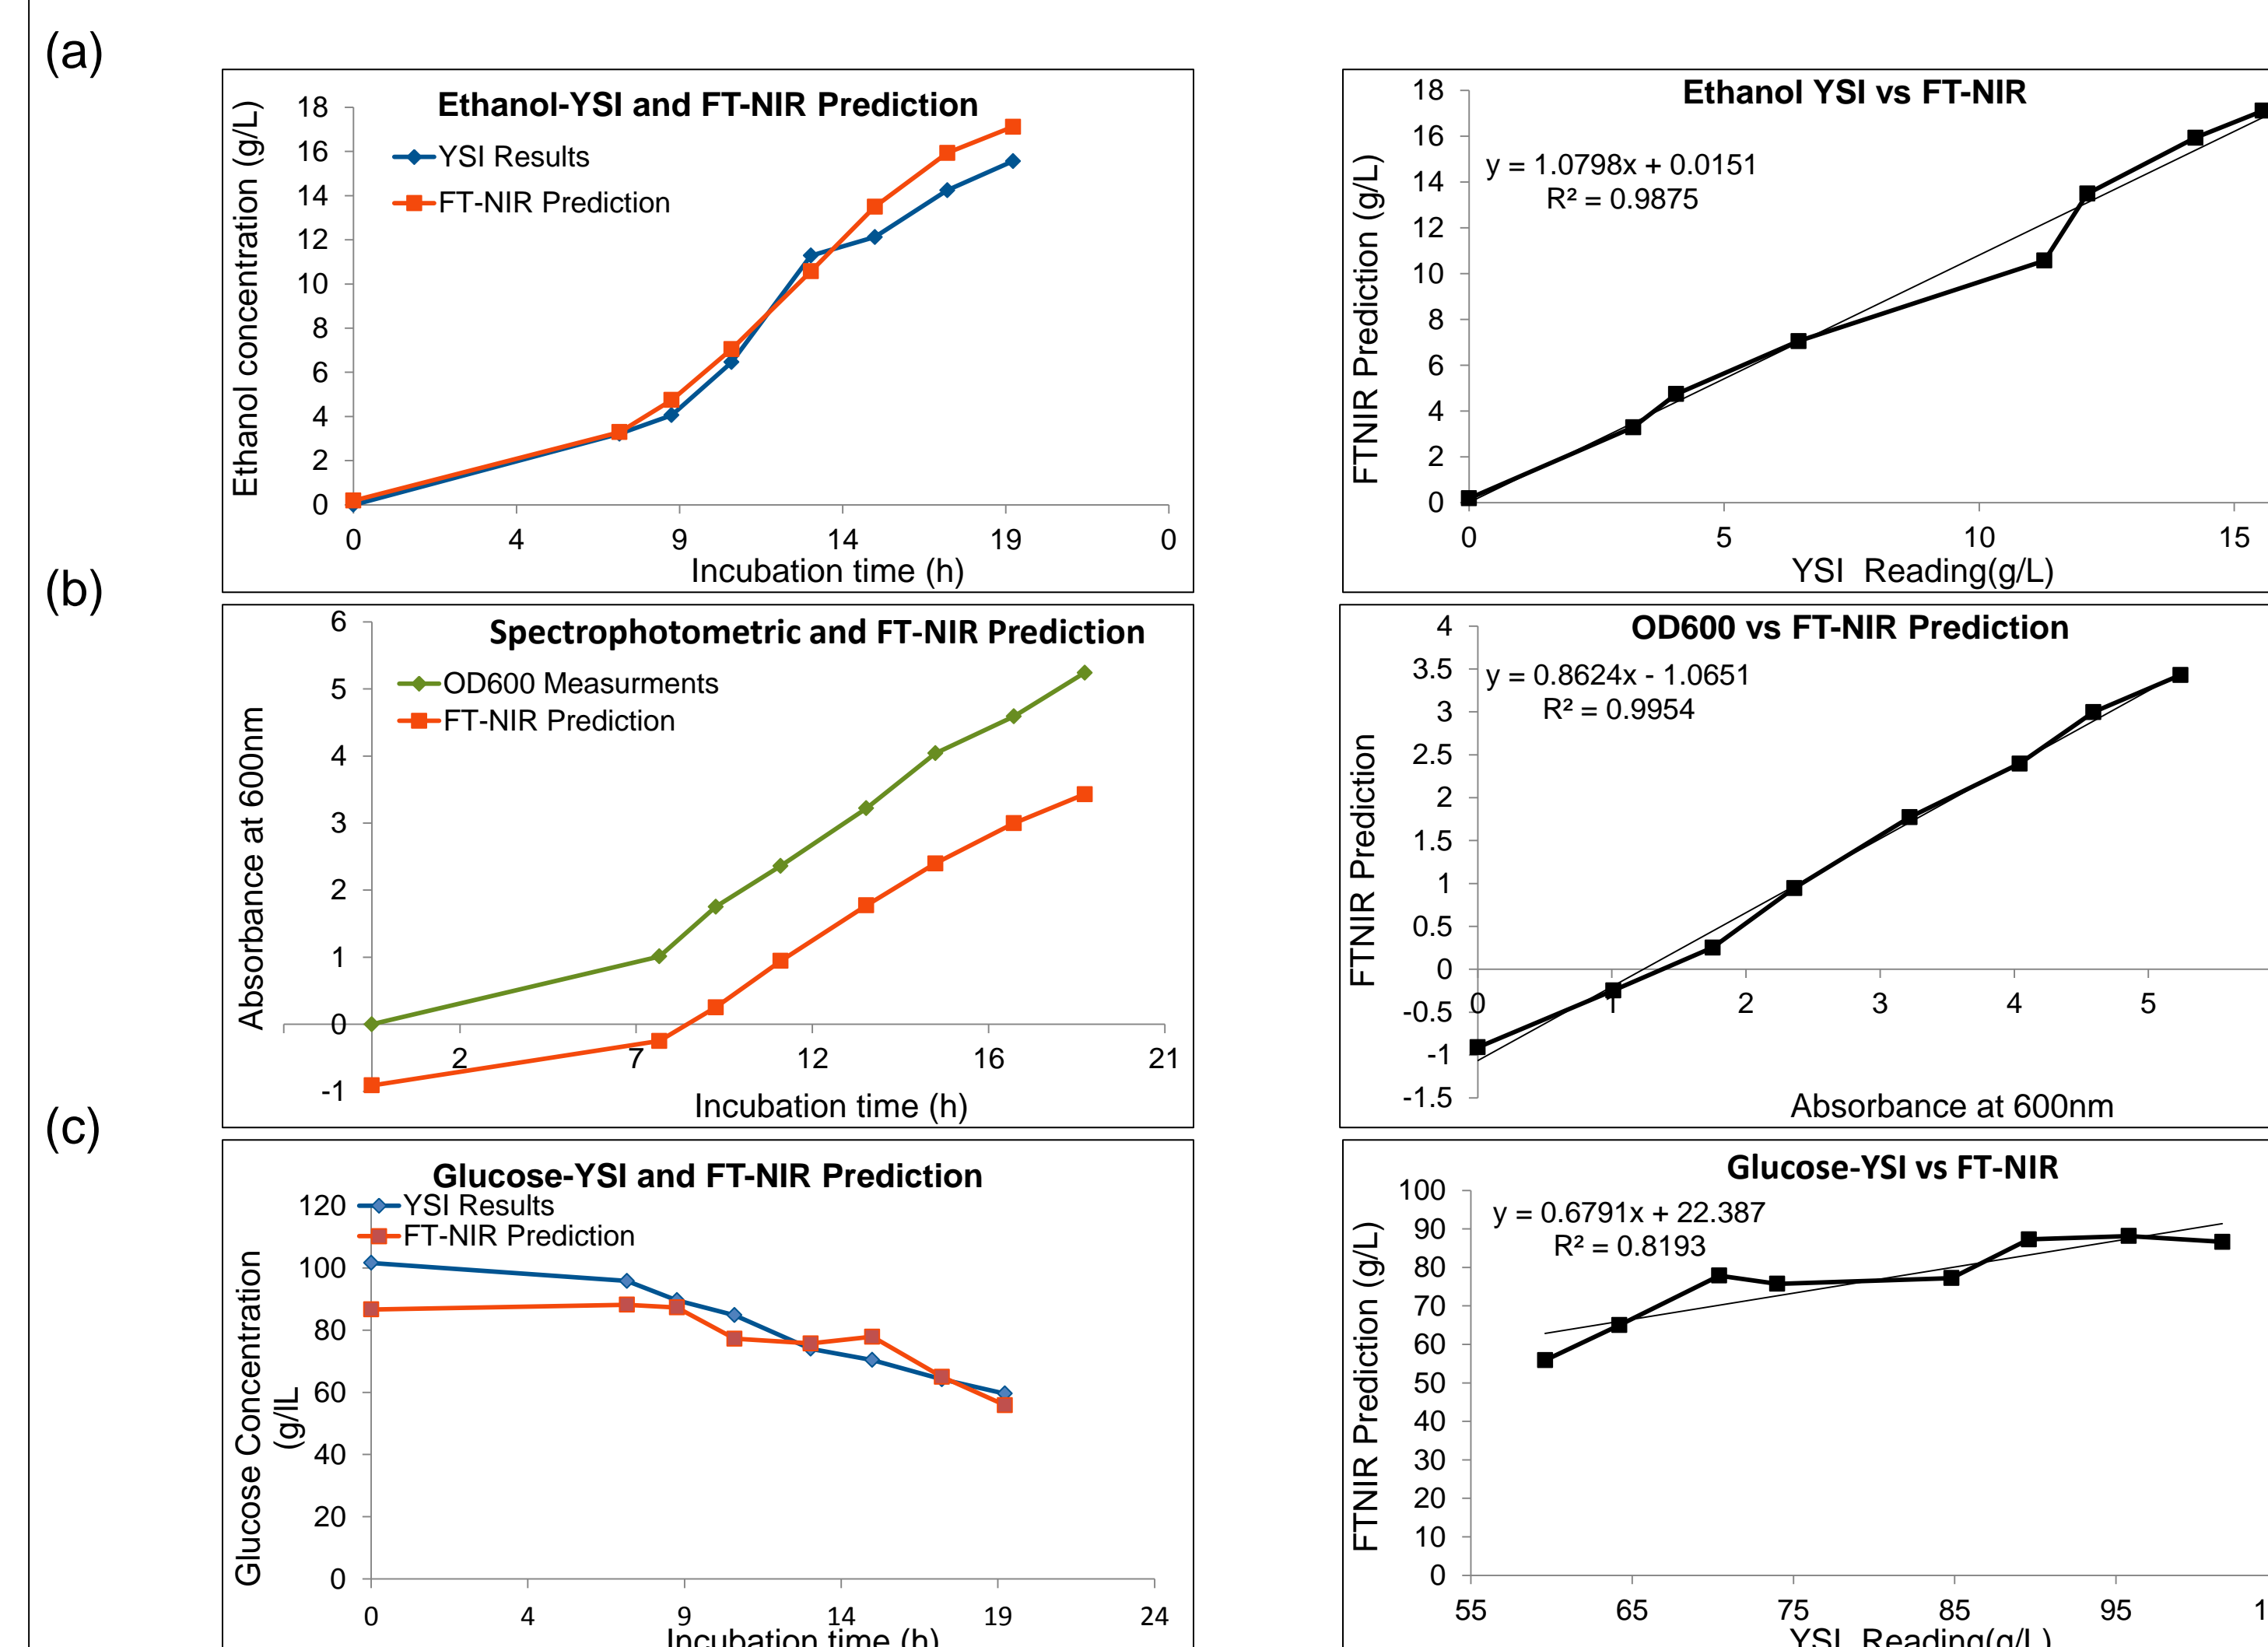 (a)
Ethanol-YSI and FT-NIR Prediction
YSI Results
FT-NIR Prediction
Ethanol concentration (g/L)
18
16
14
12
10
8
6
4
2
0
0 4 9 14 19 0
Incubation time (h)
Ethanol YSI vs FT-NIR
y = 1.0798x + 0.0151
R² = 0.9875
FTNIR Prediction (g/L)
18
16
14
12
10
8
6
4
2
0
0 5 10 15
YSI Reading(g/L)
(b)
Spectrophotometric and FT-NIR Prediction
OD600 Measurments
FT-NIR Prediction
Absorbance at 600nm
6
5
4
3
2
1
0
-1
2 7 12 16 21
Incubation time (h)
OD600 vs FT-NIR Prediction
y = 0.8624x - 1.0651
R² = 0.9954
FTNIR Prediction
4
3.5
3
2.5
2
1.5
1
0.5
0
-0.5
-1
-1.5
0 1 2 3 4 5
Absorbance at 600nm
(c)
Glucose-YSI and FT-NIR Prediction
YSI Results
FT-NIR Prediction
Glucose Concentration
(g/lL
120
100
80
60
40
20
0
0 4 9 14 19 24
Incubation time (h)
Glucose-YSI vs FT-NIR
y = 0.6791x + 22.387
R² = 0.8193
FTNIR Prediction (g/L)
100
90
80
70
60
50
40
30
20
10
0
55 65 75 85 95
YSI Reading(g/L)